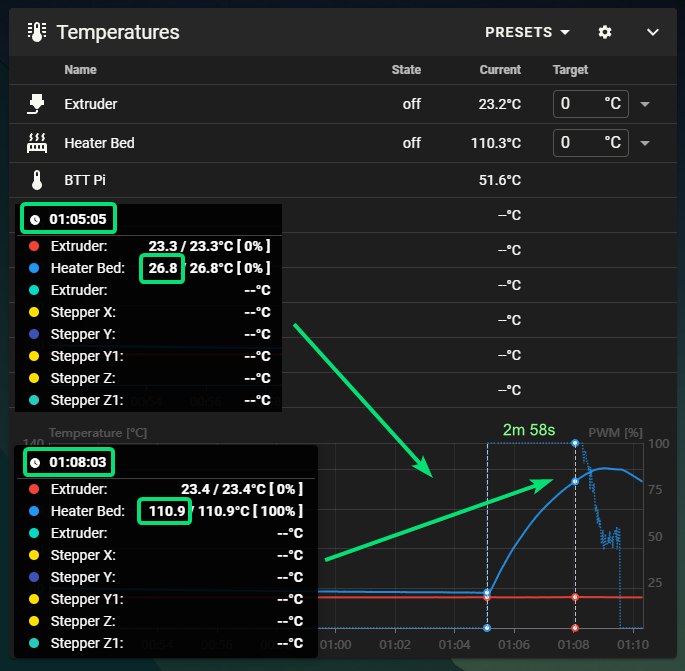 Temperatures PRESETS
Name State Current Target
Extruder off 23.2°C 0 °C
Heater Bed off 110.3°C 0 °C
BTT Pi 51.6°C
01:05:05 --°C
Extruder: 23.3 / 23.3°C [ 0% ] --°C
Heater Bed: 26.8 / 26.8°C [ 0% ]
Extruder: --°C --°C
Stepper X: --°C --°C
Stepper Y: --°C
Stepper Y1: --°C --°C
Stepper Z: --°C --°C
Stepper Z1: --°C
2m 58s
Temperature [°C] PWM [%]
140 100
01:08:03
Extruder: 23.4 / 23.4°C [ 0% ] 75
Heater Bed: 110.9 / 110.9°C [ 100% ]
Extruder: --°C 50
Stepper X: --°C
Stepper Y: --°C 25
Stepper Y1: --°C
Stepper Z: --°C
Stepper Z1: --°C
01:00 01:02 01:04 01:06 01:08 01:10